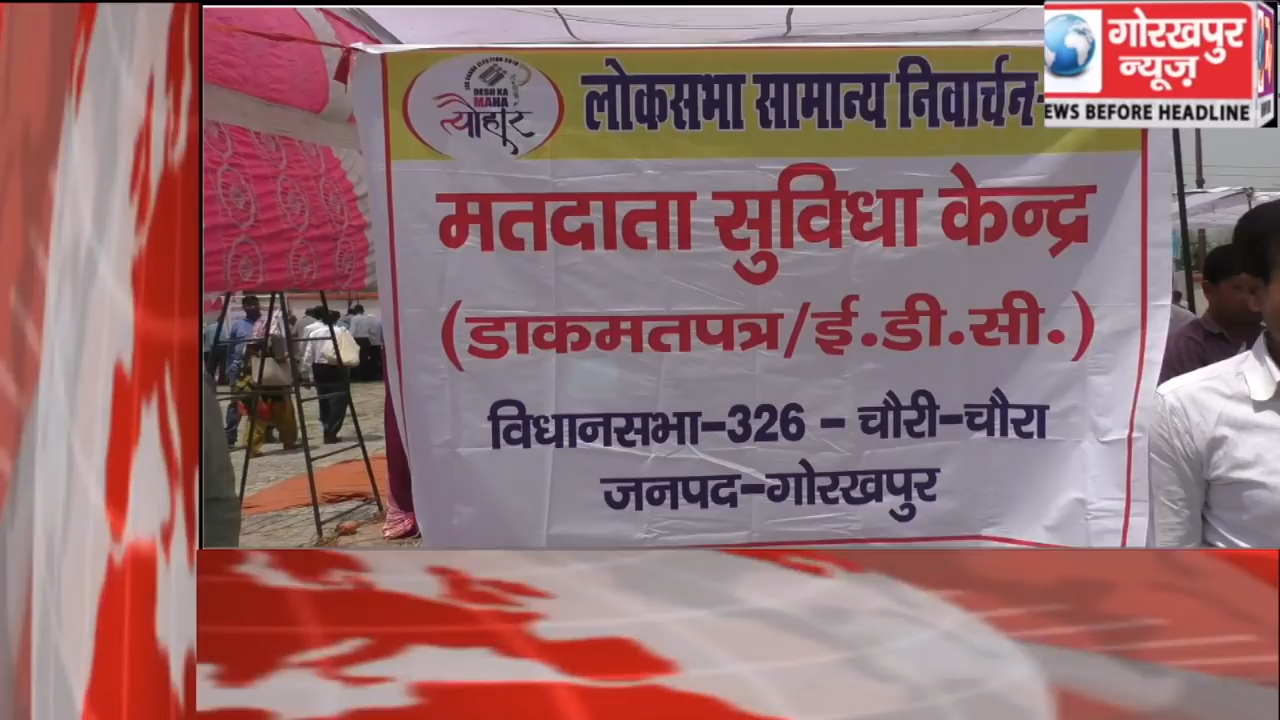 गोरखपुर
न्यूज़
EWS BEFORE HEADLINE
DESH KA
MAHA
त्यौहार
लोकसभा सामान्य निवार्चन-
मतदाता सुविधा केन्द्र
(डाकमतपत्र/ई.डी.सी.)
विधानसभा-326 - चौरी-चौरा
जनपद-गोरखपुर